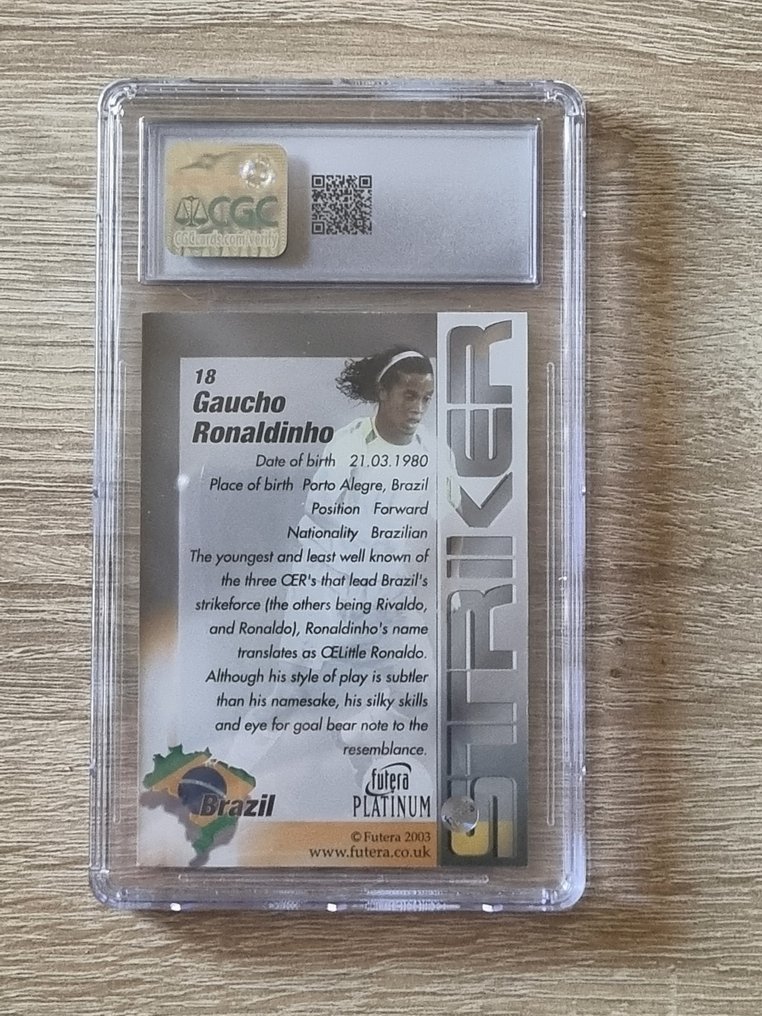 CGC
CGCcards.com/verify
18
Gaucho
Ronaldinho
Date of birth 21.03.1980
Place of birth Porto Alegre, Brazil
Position Forward
Nationality Brazilian
The youngest and least well known of
the three ŒR's that lead Brazil's
strikeforce (the others being Rivaldo,
and Ronaldo), Ronaldinho's name
translates as ŒLittle Ronaldo.
Although his style of play is subtler
than his namesake, his silky skills
and eye for goal bear note to the
resemblance.
Brazil
futera
PLATINUM
© Futera 2003
www.futera.co.uk
STRIKER